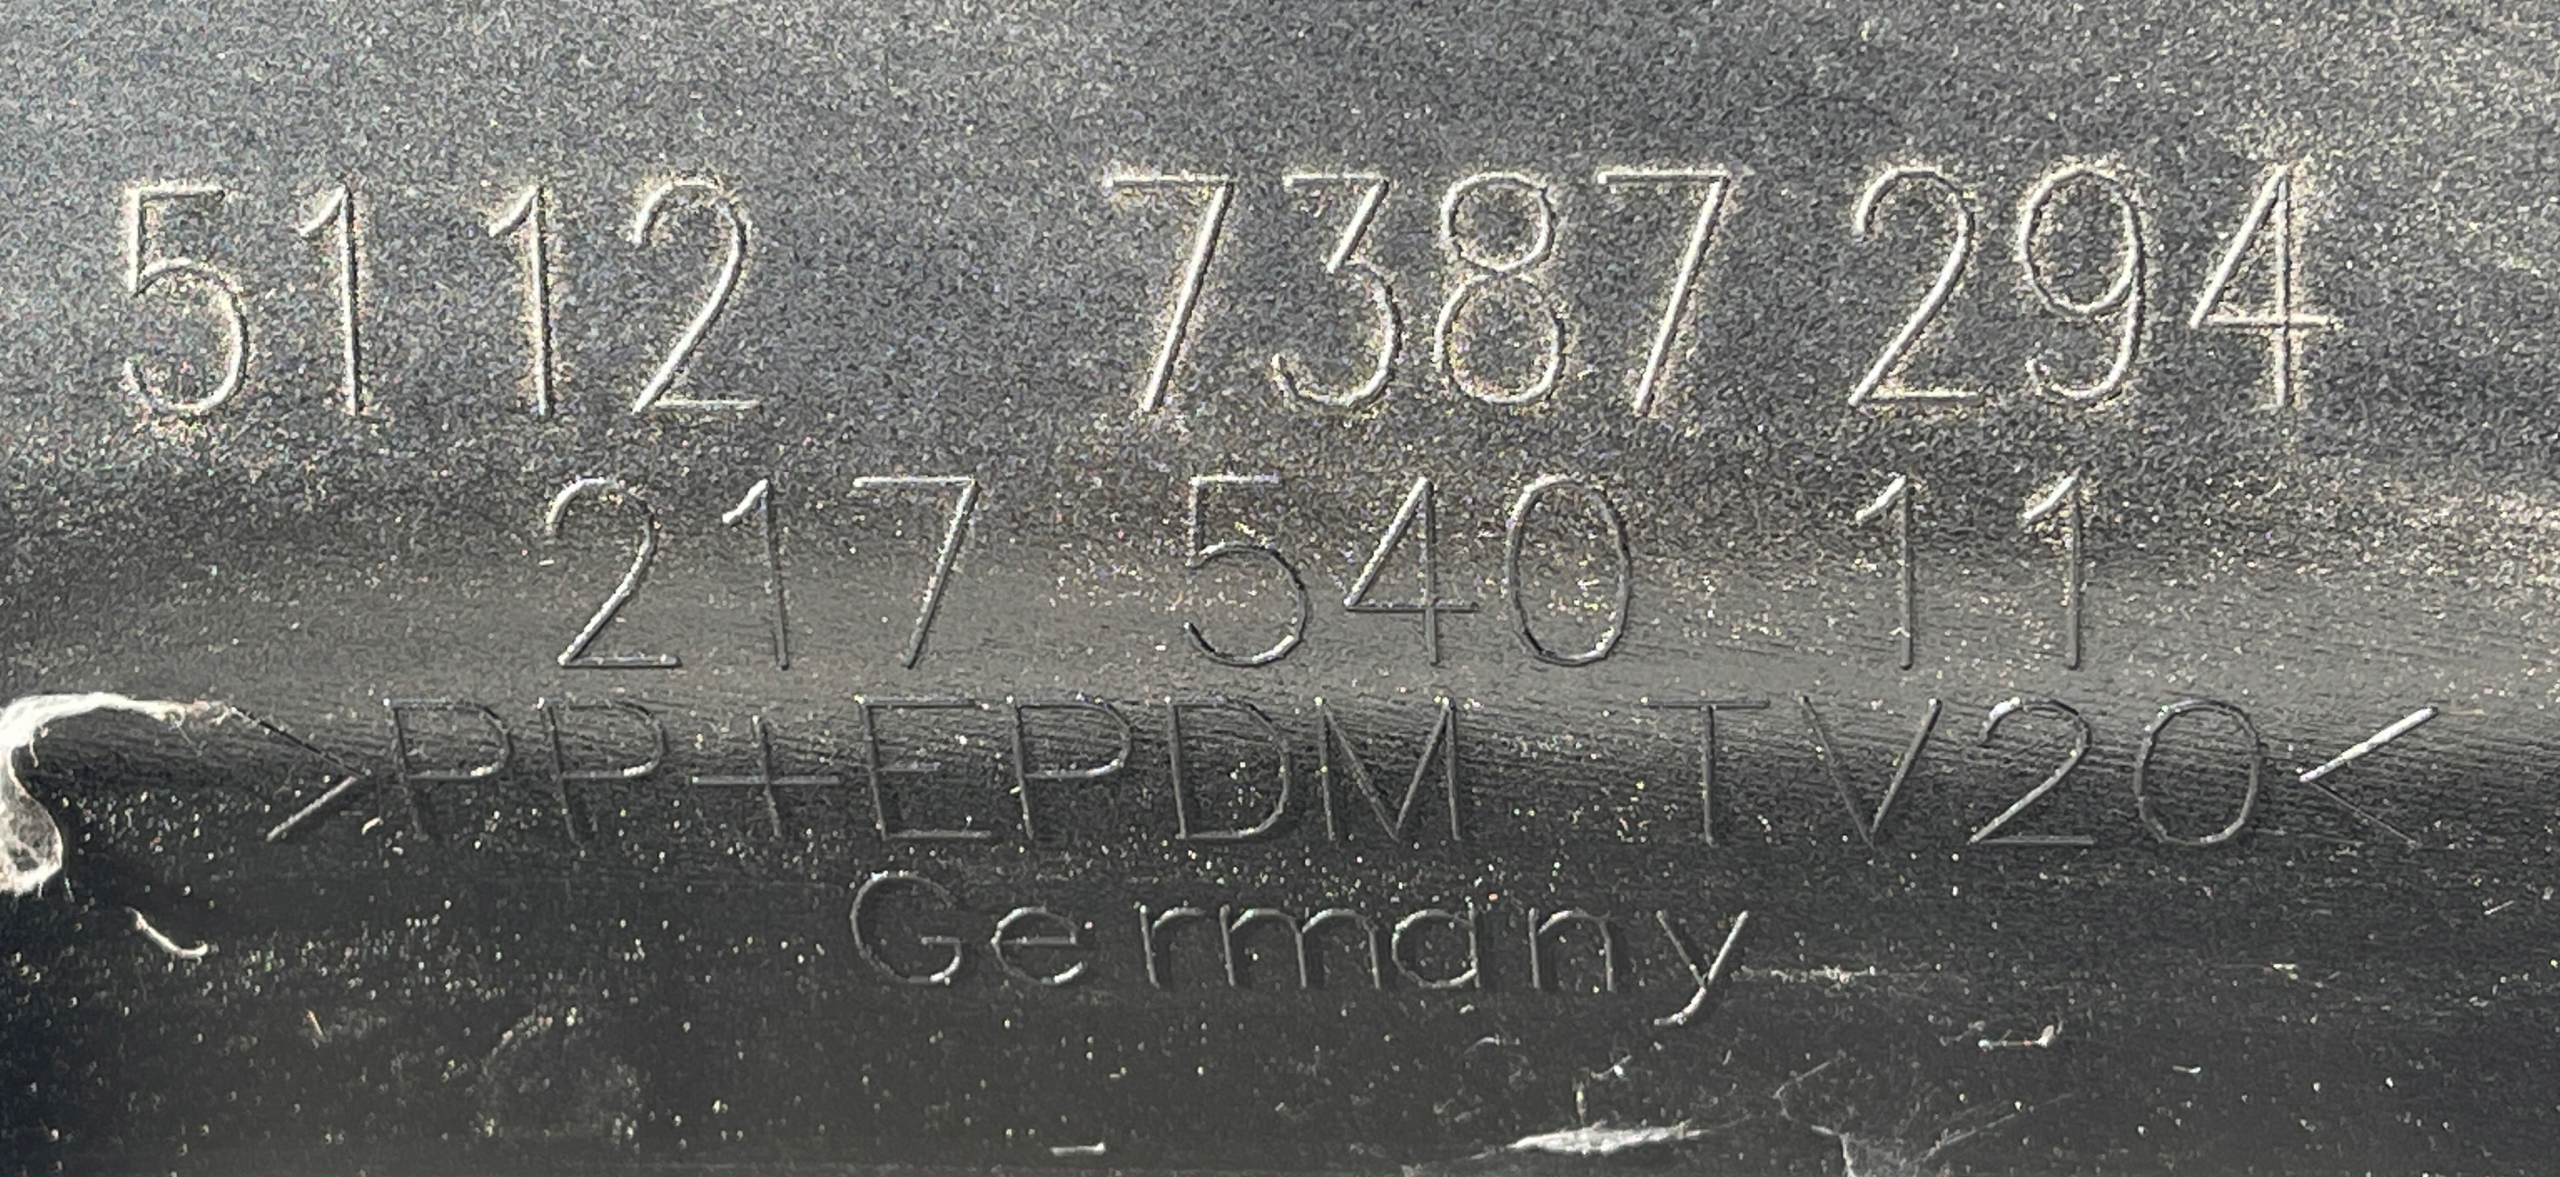 5112 7387 294
217 540 11
>PP+EPDM TV20<
Germany